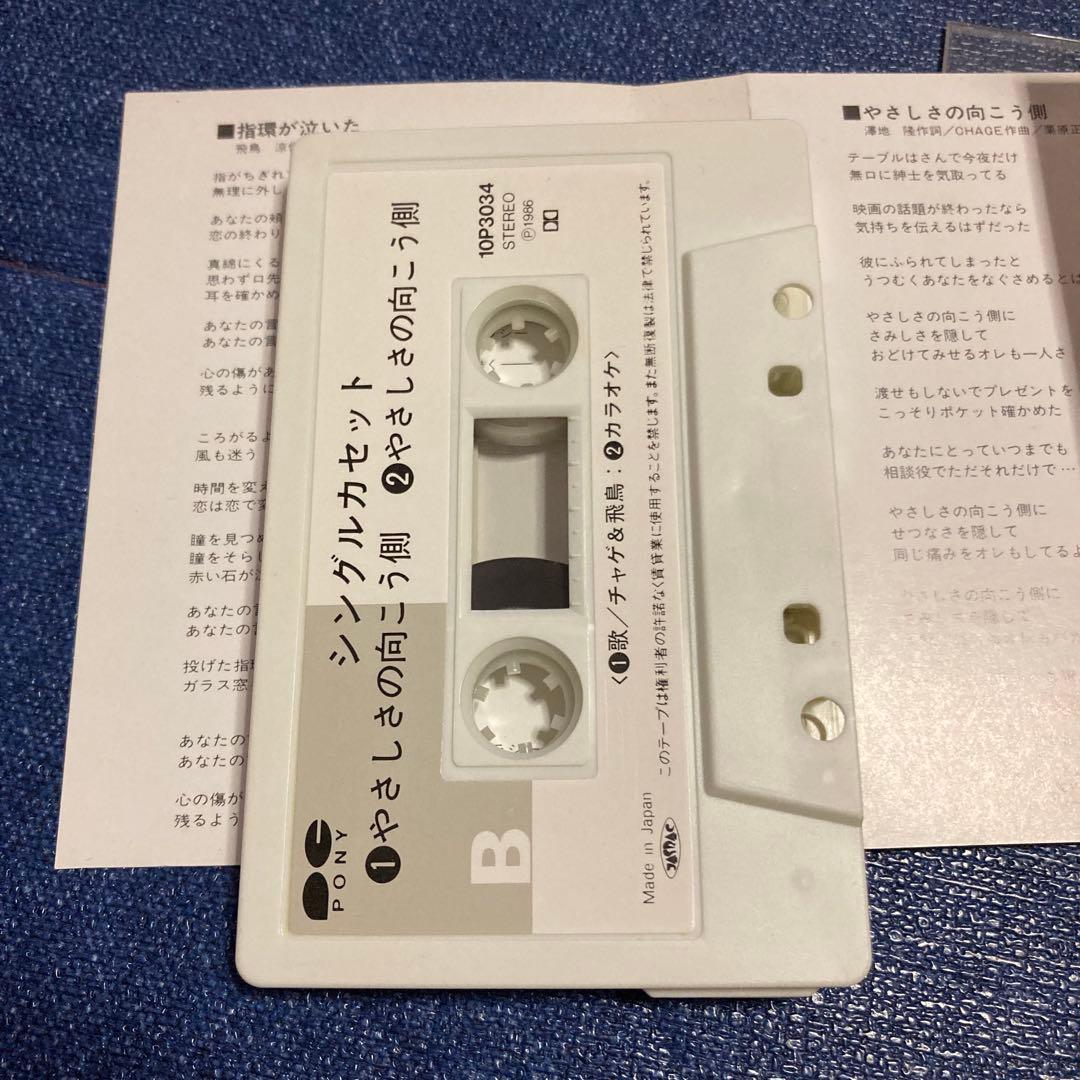 ■指環が泣いた
飛鳥 涼
指がちぎれ
無理に外し
あなたの頬
恋の終わり
真綿にくる
思わず口先
耳を確かめ
あなたの言
あなたの言
心の傷があ
残るように
ころがるよ
風も迷う
時間を変え
恋は恋で変
瞳を見つめ
瞳をそらし
赤い石が
あなたの言
あなたの言
投げた指環
ガラス窓
あなたの
あなたの
心の傷が
残るよう
PONY
シングルカセット
❶やさしさの向こう側 ❷やさしさの向こう側
B
10P3034
STEREO
Ⓟ1986
〈❶歌/チャゲ&飛鳥:❷カラオケ〉
このテープは権利者の許諾なく賃貸業に使用することを禁じます。また無断複製は法律で禁じられています。
Made in Japan
JASRAC
■やさしさの向こう側
澤地 隆作詞/CHAGE作曲/栗原正
テーブルはさんで今夜だけ
無口に紳士を気取ってる
映画の話題が終わったなら
気持ちを伝えるはずだった
彼にふられてしまったと
うつむくあなたをなぐさめるとは
やさしさの向こう側に
さみしさを隠して
おどけてみせるオレも一人さ
渡せもしないでプレゼントを
こっそりポケット確かめた
あなたにとっていつまでも
相談役でただそれだけで…
やさしさの向こう側に
せつなさを隠して
同じ痛みをオレもしてるよ
やさしさの向こう側に